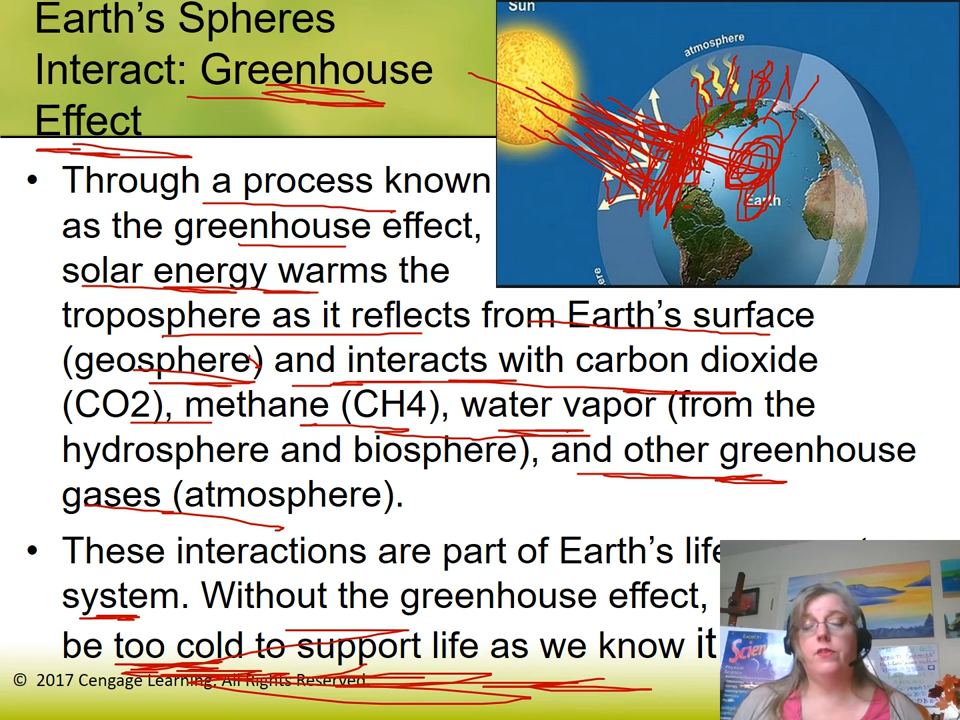 Earth's Spheres
Interact: Greenhouse
Effect
Sun
atmosphere
Earth
• Through a process known
as the greenhouse effect,
solar energy warms the
troposphere as it reflects from Earth's surface
(geosphere) and interacts with carbon dioxide
(CO2), methane (CH4), water vapor (from the
hydrosphere and biosphere), and other greenhouse
gases (atmosphere).
• These interactions are part of Earth's life
system. Without the greenhouse effect,
be too cold to support life as we know it
© 2017 Cengage Learning. All Rights Reserved.